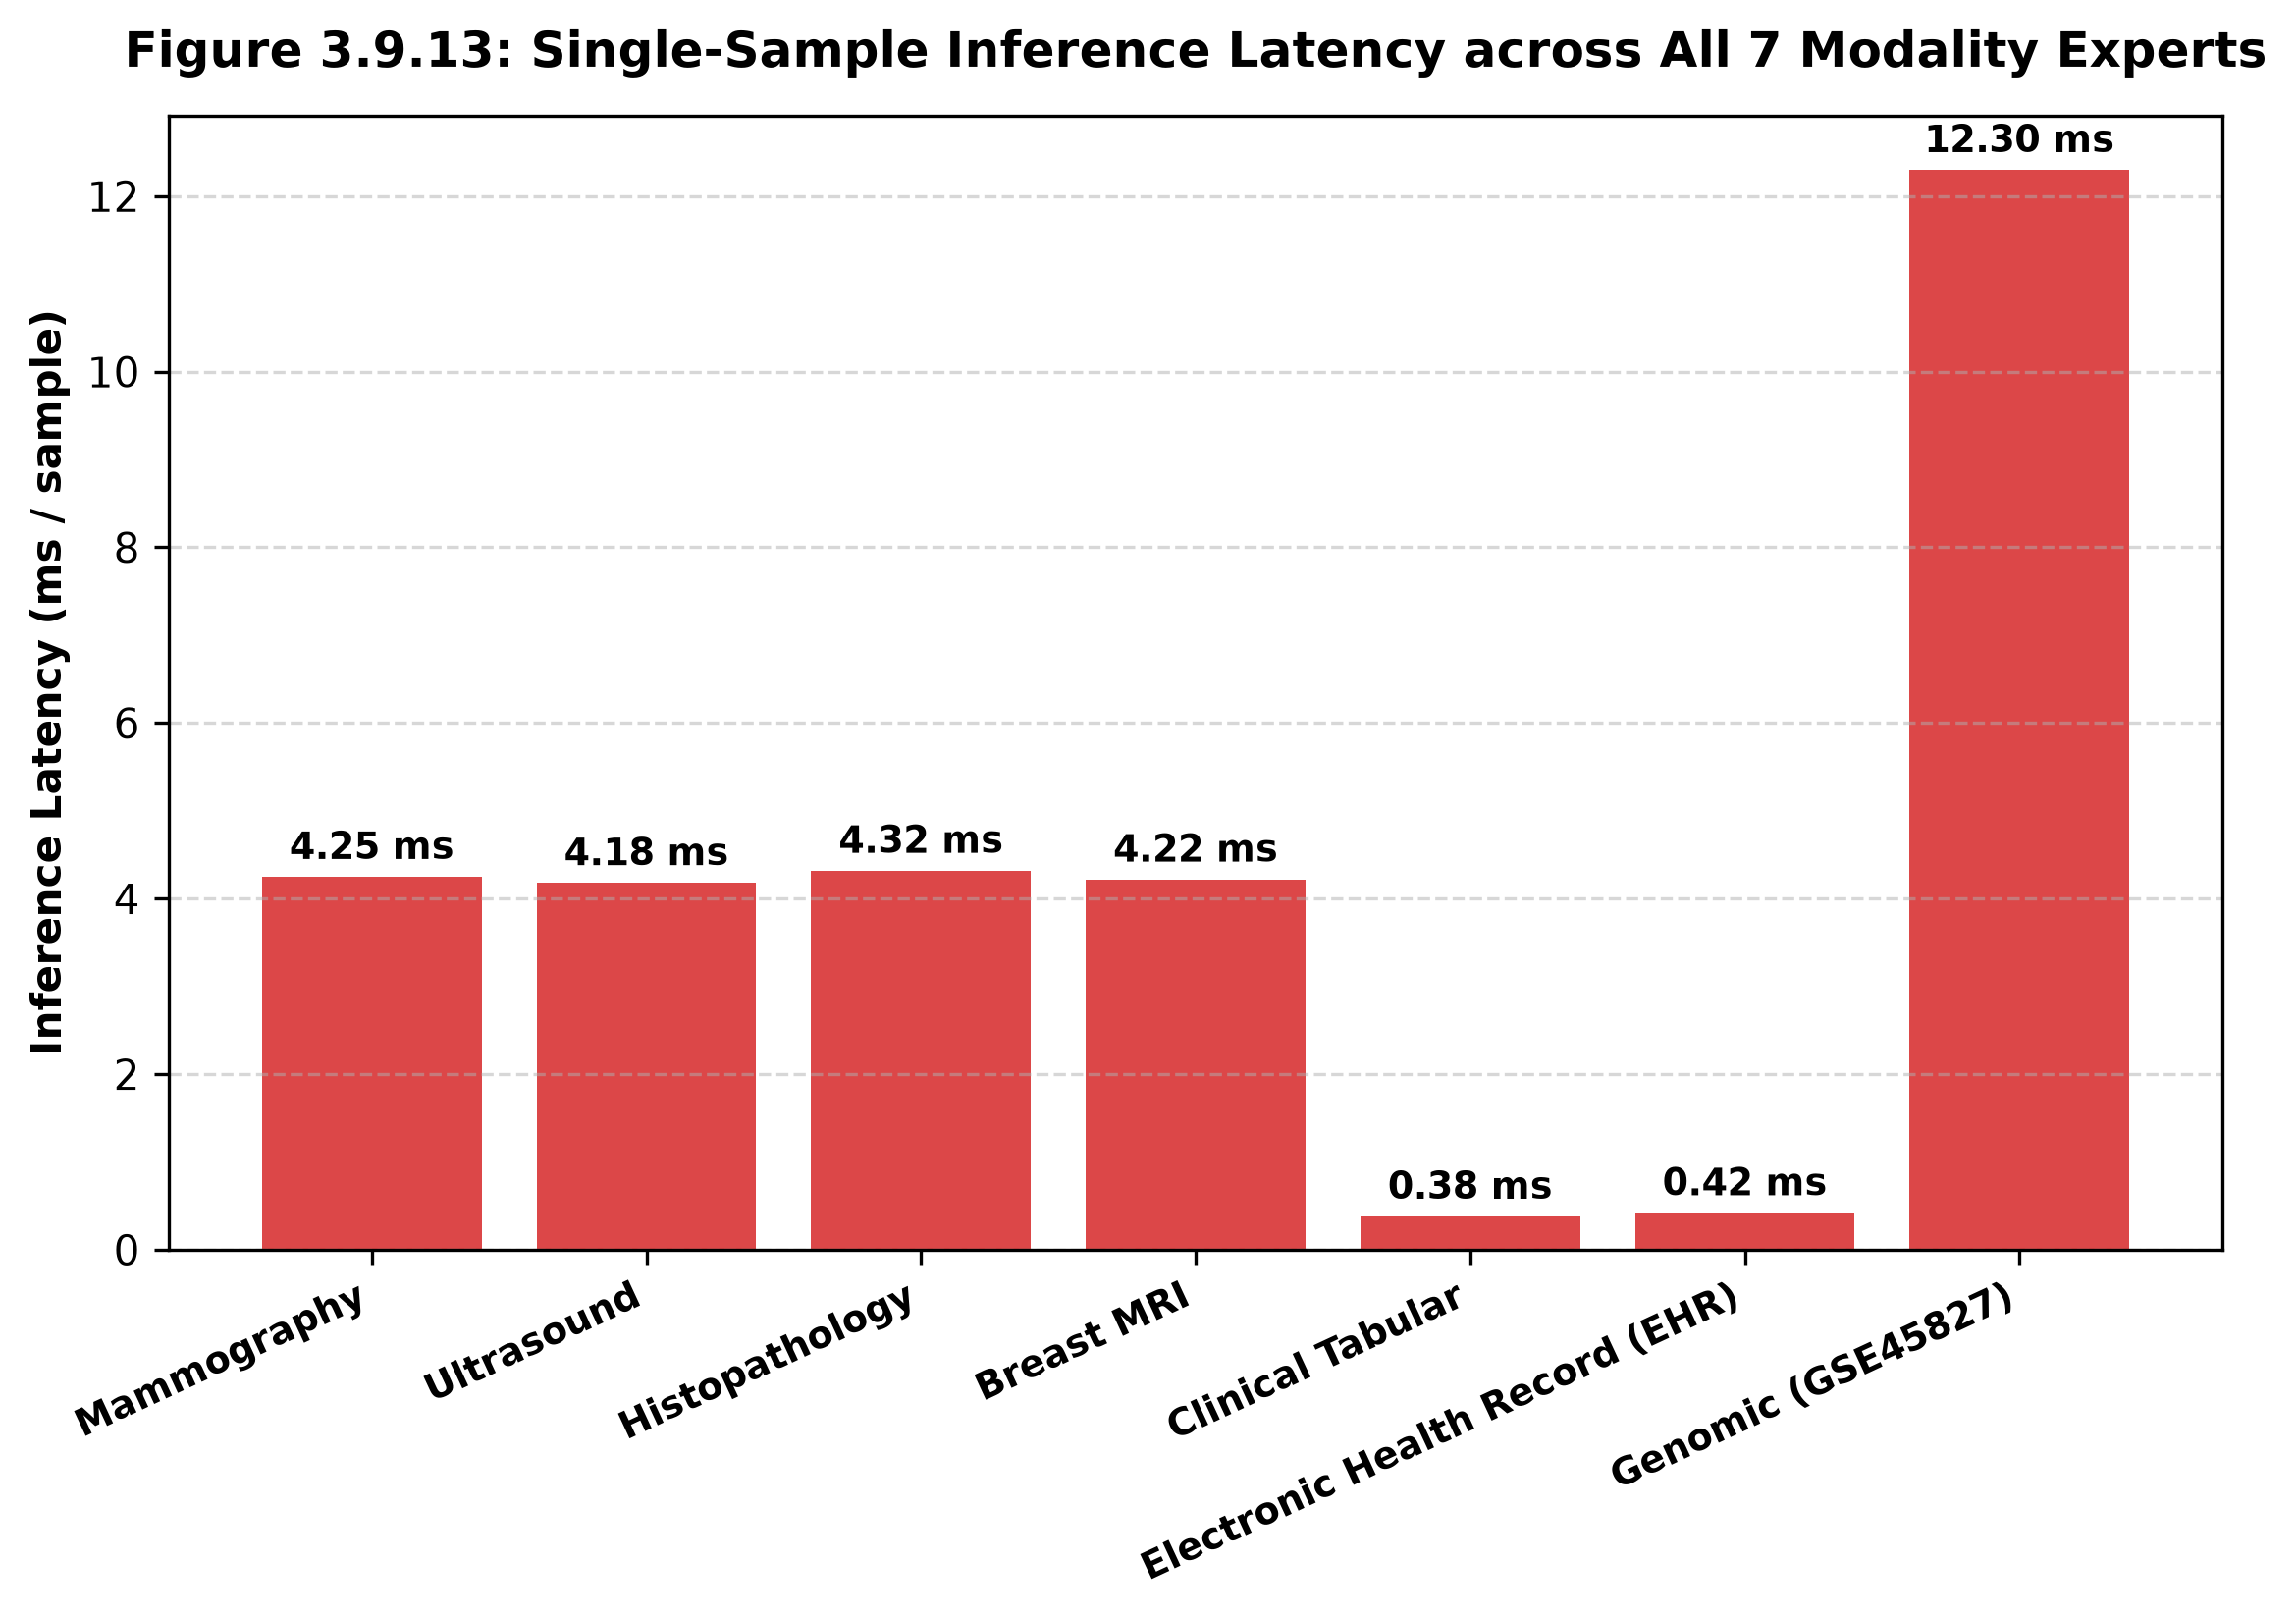 Figure 3.9.13: Single-Sample Inference Latency across All 7 Modality Experts
Inference Latency (ms / sample)
12
10
8
6
4
2
0
4.25 ms
4.18 ms
4.32 ms
4.22 ms
0.38 ms
0.42 ms
12.30 ms
Mammography
Ultrasound
Histopathology
Breast MRI
Clinical Tabular
Electronic Health Record (EHR)
Genomic (GSE45827)